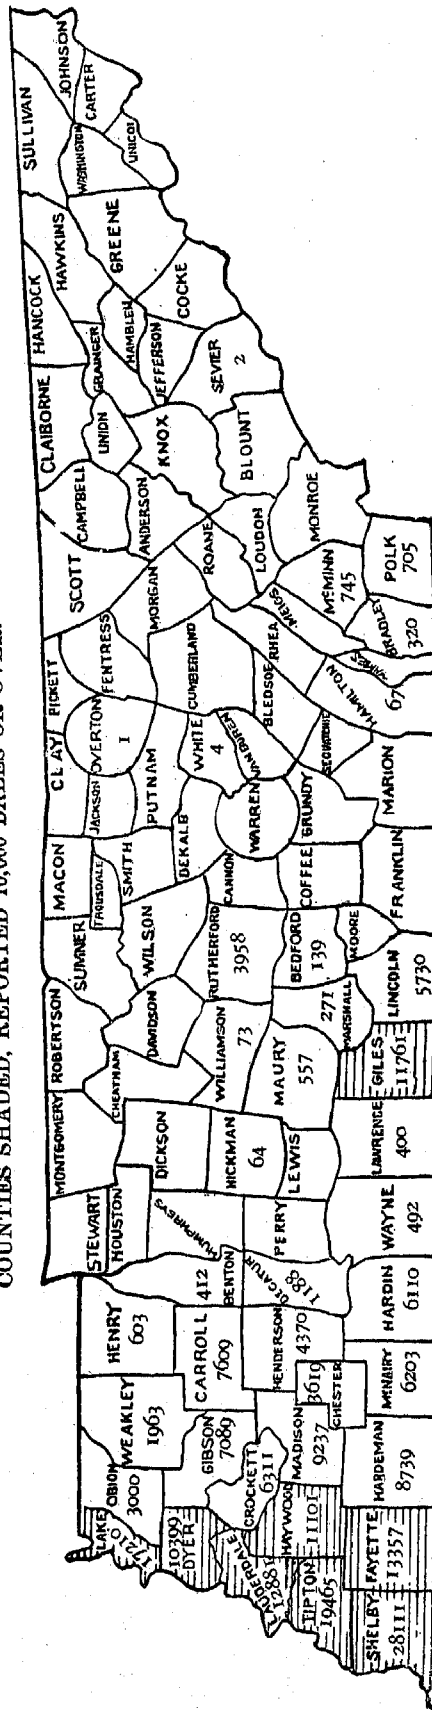 COUNTIES SHADED, REPORTED 10,000 BALES OR OVER.
LAKE
17210
OBION
3000
WEAKLEY
1963
HENRY
603
STEWART
MONTGOMERY
ROBERTSON
SUMNER
MACON
CLAY
PICKETT
SCOTT
CAMPBELL
CLAIBORNE
HANCOCK
HAWKINS
SULLIVAN
JOHNSON
CARTER
WASHINGTON
UNICOI
GREENE
HOUSTON
CHEATHAM
TROUSDALE
JACKSON
OVERTON
1
FENTRESS
UNION
GRAINGER
HAMBLEN
COCKE
JEFFERSON
10399
DYER
GIBSON
7089
CARROLL
7609
412
BENTON
HUMPHREYS
DICKSON
DAVIDSON
WILSON
SMITH
PUTNAM
MORGAN
ANDERSON
KNOX
SEVIER
2
LAUDERDALE
12881
CROCKETT
6311
HAYWOOD
11101
MADISON
9237
HENDERSON
4370
DECATUR
1188
PERRY
HICKMAN
64
WILLIAMSON
73
RUTHERFORD
3958
CANNON
DEKALB
WHITE
4
CUMBERLAND
ROANE
LOUDON
BLOUNT
TIPTON
19465
3619
CHESTER
LEWIS
MAURY
557
271
MARSHALL
BEDFORD
139
COFFEE
WARREN
VAN BUREN
BLEDSOE
RHEA
MEIGS
MCMINN
745
MONROE
SHELBY
28111
FAYETTE
13357
HARDEMAN
8739
MCNAIRY
6203
HARDIN
6110
WAYNE
492
LAWRENCE
400
GILES
11761
LINCOLN
5730
MOORE
FRANKLIN
GRUNDY
SEQUATCHIE
MARION
HAMILTON
67
JAMES
BRADLEY
320
POLK
705